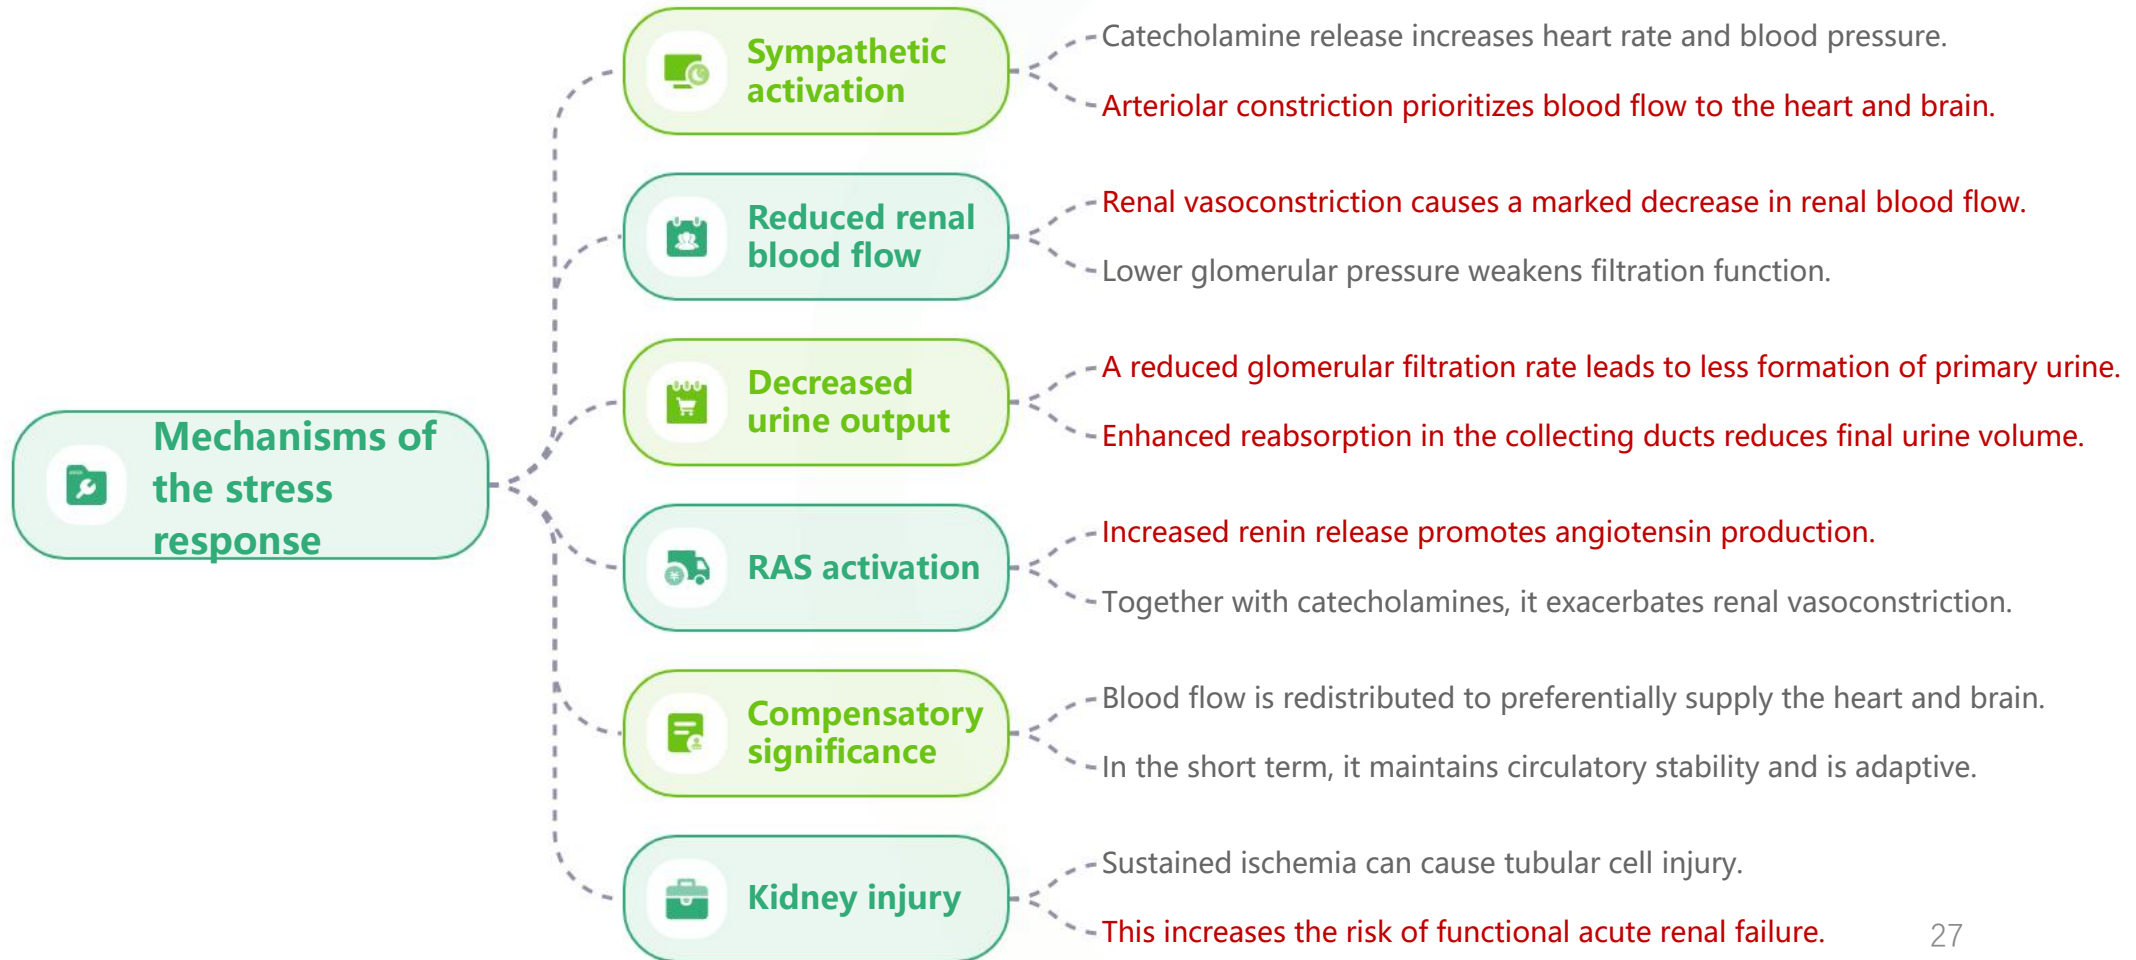 Mechanisms of
the stress
response
Sympathetic
activation
Catecholamine release increases heart rate and blood pressure.
Arteriolar constriction prioritizes blood flow to the heart and brain.
Reduced renal
blood flow
Renal vasoconstriction causes a marked decrease in renal blood flow.
Lower glomerular pressure weakens filtration function.
Decreased
urine output
A reduced glomerular filtration rate leads to less formation of primary urine.
Enhanced reabsorption in the collecting ducts reduces final urine volume.
RAS activation
Increased renin release promotes angiotensin production.
Together with catecholamines, it exacerbates renal vasoconstriction.
Compensatory
significance
Blood flow is redistributed to preferentially supply the heart and brain.
In the short term, it maintains circulatory stability and is adaptive.
Kidney injury
Sustained ischemia can cause tubular cell injury.
This increases the risk of functional acute renal failure.
27